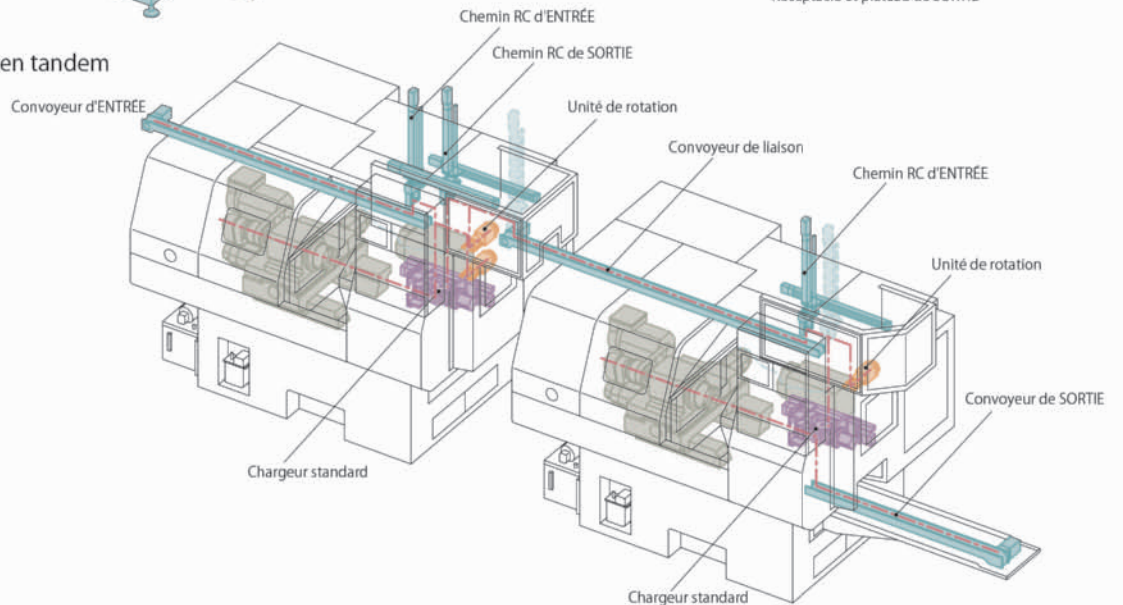 Chemin RC d'ENTRÉE
en tandem
Chemin RC de SORTIE
Convoyeur d'ENTRÉE
Unité de rotation
Convoyeur de liaison
Chemin RC d'ENTRÉE
Unité de rotation
Convoyeur de SORTIE
Chargeur standard
Chargeur standard